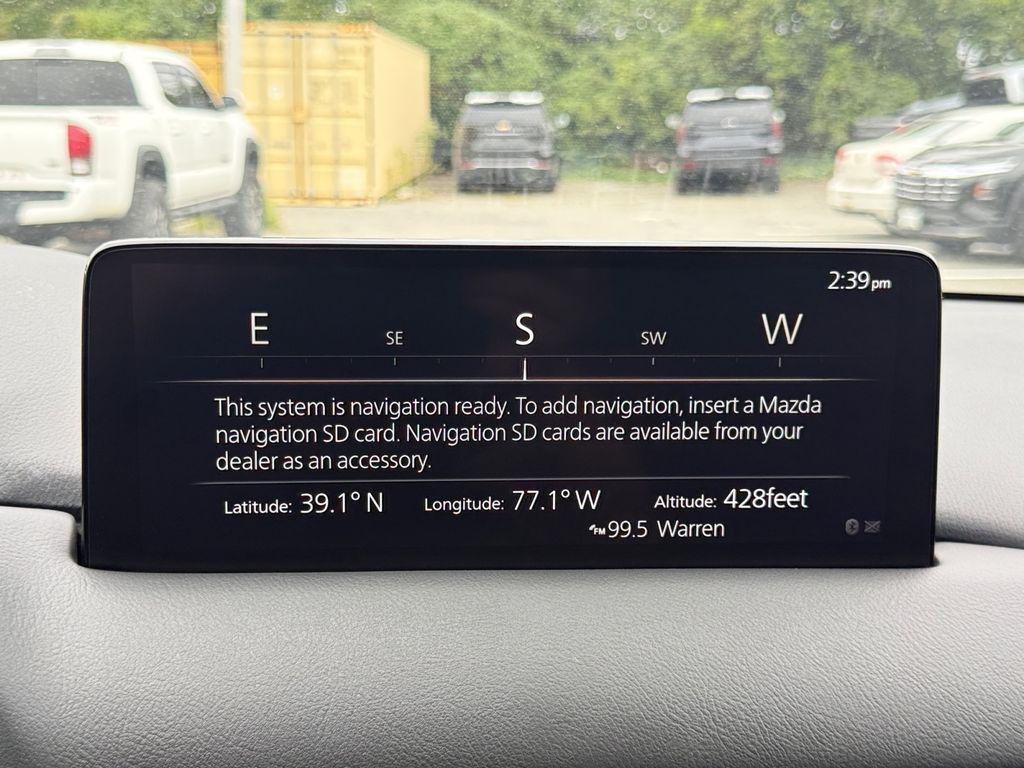 2:39pm
E SE S SW W
This system is navigation ready. To add navigation, insert a Mazda
navigation SD card. Navigation SD cards are available from your
dealer as an accessory.
Latitude: 39.1° N Longitude: 77.1° W Altitude: 428feet
FM 99.5 Warren